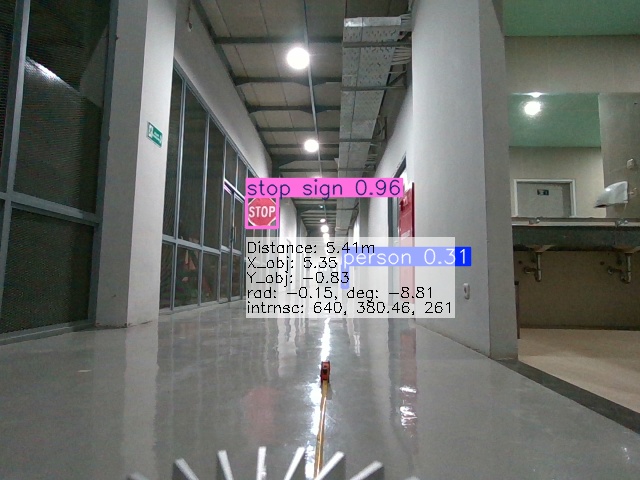 stop sign 0.96
STOP
Distance: 5.41m
person 0.31
X_obj: 5.35
Y_obj: -0.83
rad: -0.15, deg: -8.81
intrnsc: 640, 380.46, 261